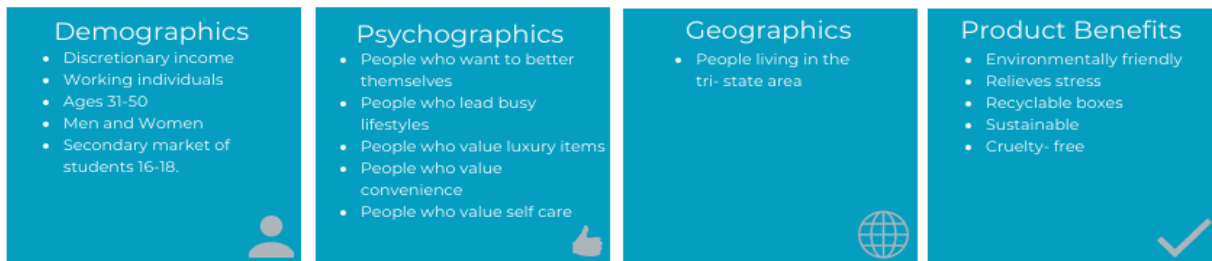 Demographics
• Discretionary income
• Working individuals
• Ages 31-50
• Men and Women
• Secondary market of
students 16-18.
Psychographics
• People who want to better
themselves
• People who lead busy
lifestyles
• People who value luxury items
• People who value
convenience
• People who value self care
Geographics
• People living in the
tri- state area
Product Benefits
• Environmentally friendly
• Relieves stress
• Recyclable boxes
• Sustainable
• Cruelty- free